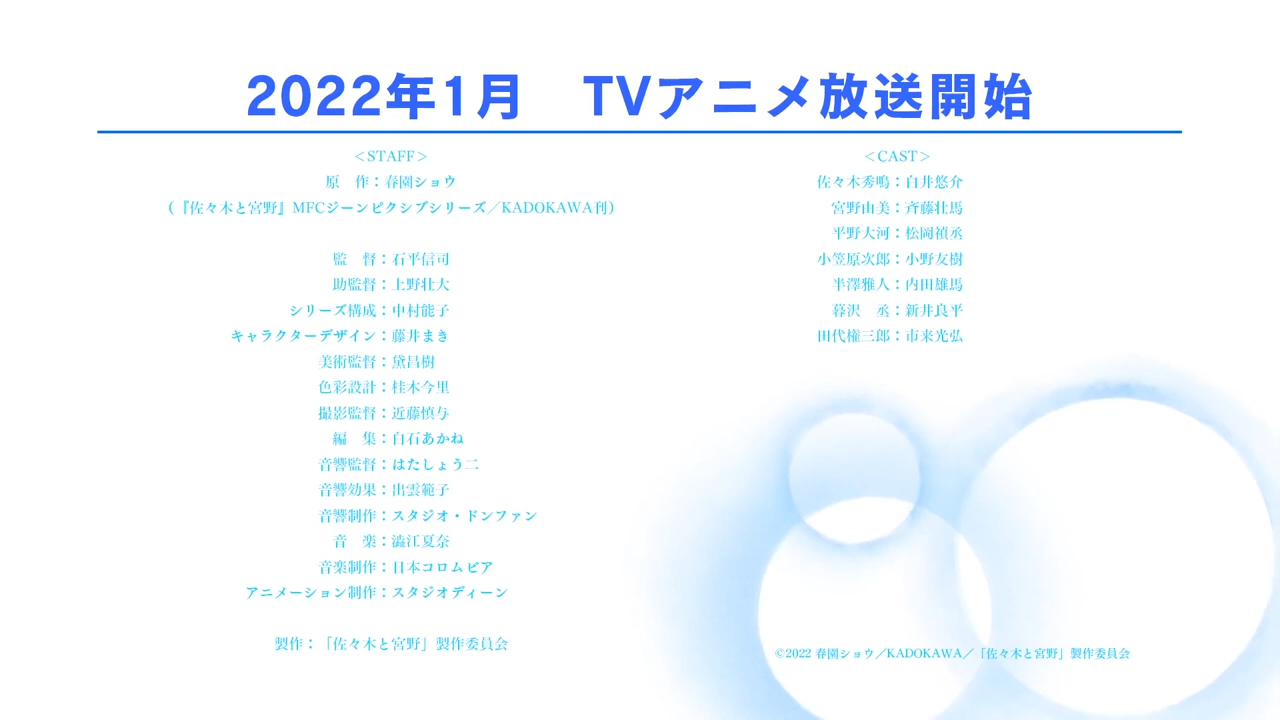 2022年1月　TVアニメ放送開始
＜STAFF＞
原　作：春園ショウ
（『佐々木と宮野』MFCジーンピクシブシリーズ／KADOKAWA刊）
監　督：石平信司
助監督：上野壮大
シリーズ構成：中村能子
キャラクターデザイン：藤井まき
美術監督：黛昌樹
色彩設計：桂木今里
撮影監督：近藤慎与
編　集：白石あかね
音響監督：はたしょう二
音響効果：出雲範子
音響制作：スタジオ・ドンファン
音　楽：澁江夏奈
音楽制作：日本コロムビア
アニメーション制作：スタジオディーン
製作：「佐々木と宮野」製作委員会
＜CAST＞
佐々木秀鳴：白井悠介
宮野由美：斉藤壮馬
平野大河：松岡禎丞
小笠原次郎：小野友樹
半澤雅人：内田雄馬
暮沢　丞：新井良平
田代権三郎：市来光弘
©2022 春園ショウ／KADOKAWA／「佐々木と宮野」製作委員会